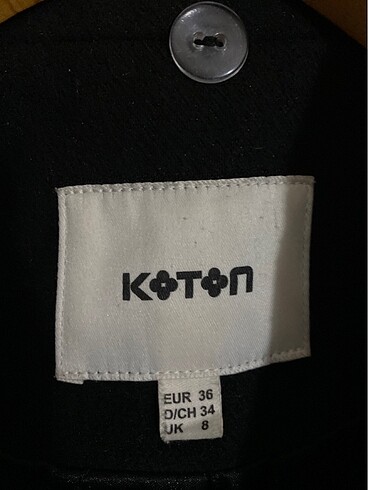 KOTON
EUR 36
D/CH 34
UK 8